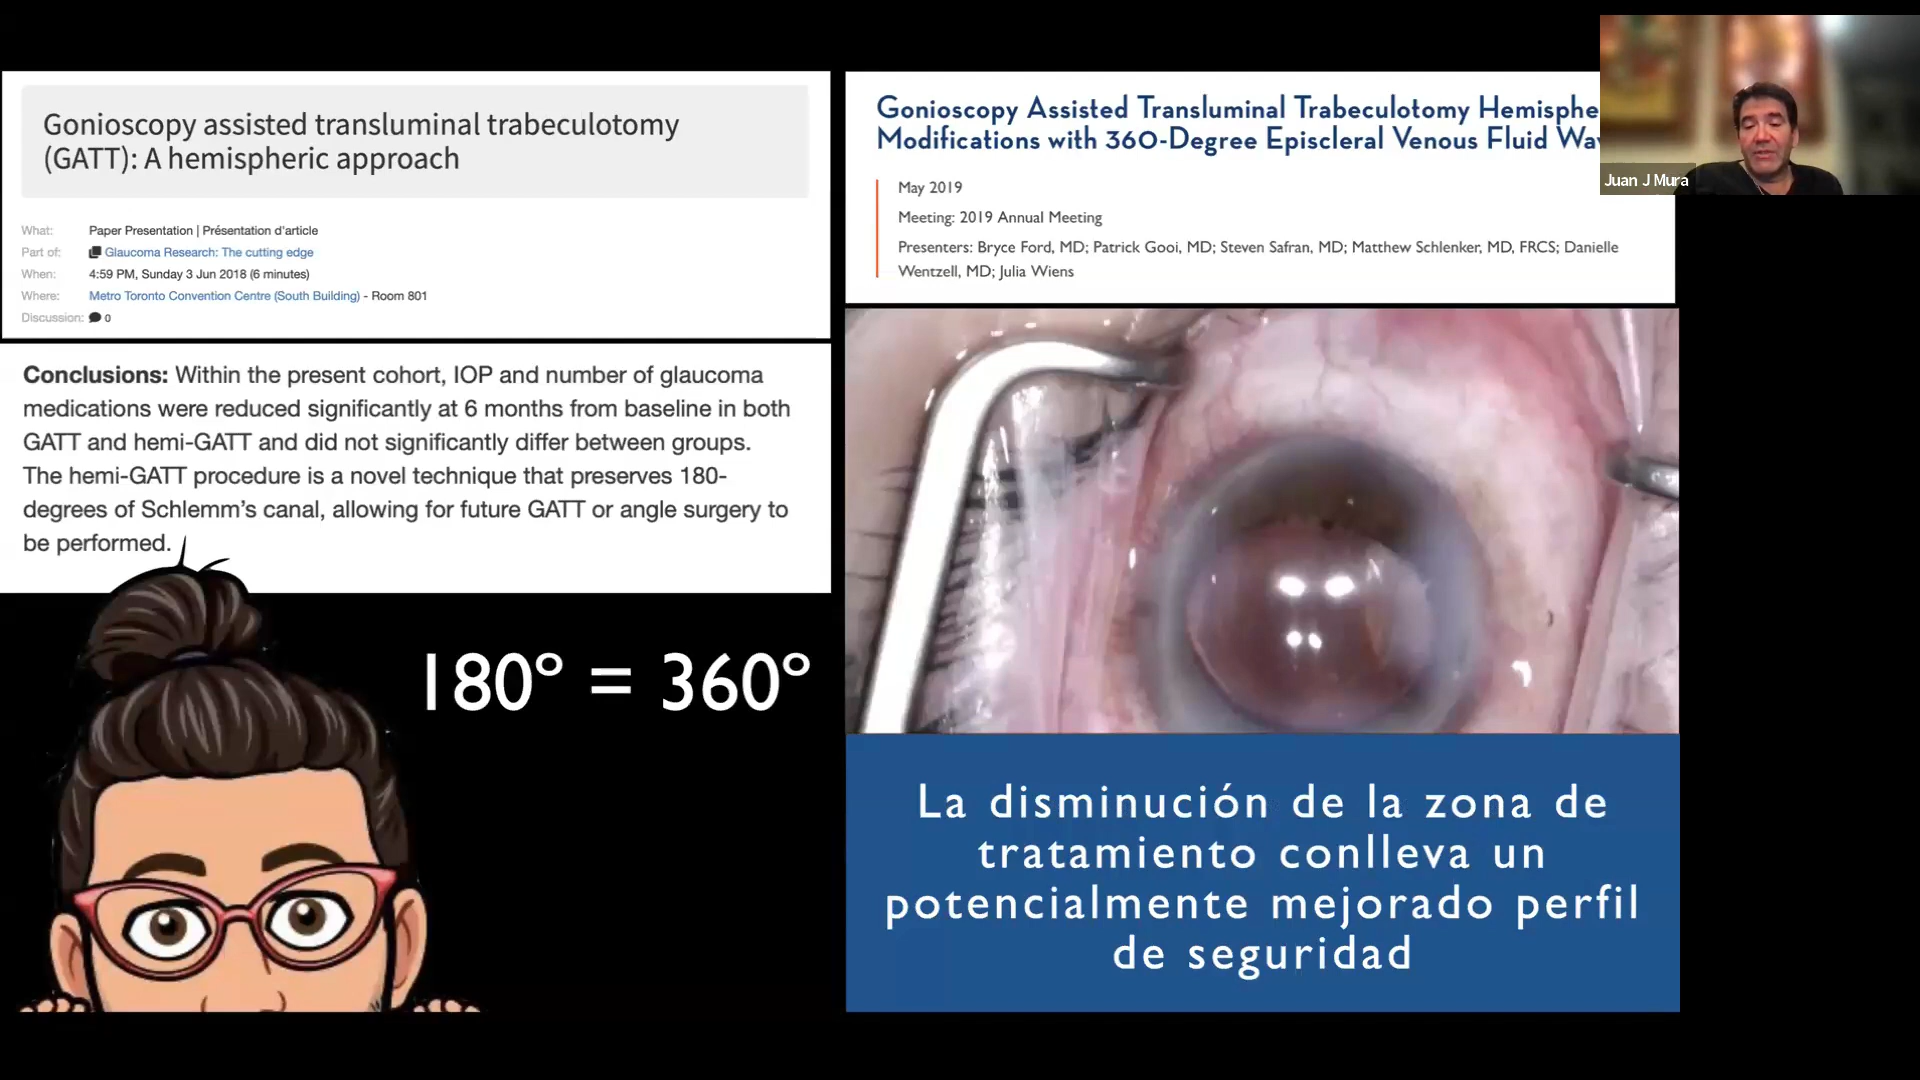 Gonioscopy assisted transluminal trabeculotomy
(GATT): A hemispheric approach
What: Paper Presentation | Présentation d'article
Part of: Glaucoma Research: The cutting edge
When: 4:59 PM, Sunday 3 Jun 2018 (6 minutes)
Where: Metro Toronto Convention Centre (South Building) - Room 801
Discussion: 0
Conclusions: Within the present cohort, IOP and number of glaucoma
medications were reduced significantly at 6 months from baseline in both
GATT and hemi-GATT and did not significantly differ between groups.
The hemi-GATT procedure is a novel technique that preserves 180-
degrees of Schlemm's canal, allowing for future GATT or angle surgery to
be performed.
180º = 360º
Gonioscopy Assisted Transluminal Trabeculotomy
Modifications with 360-Degree Episcleral Venous Fluid
May 2019
Meeting: 2019 Annual Meeting
Presenters: Bryce Ford, MD; Patrick Gooi, MD; Steven Safran, MD; Matthew Schlenker, MD, FRCS; Danielle
Wentzell, MD; Julia Wiens
La disminución de la zona de
tratamiento conlleva un
potencialmente mejorado perfil
de seguridad
Juan J Mura